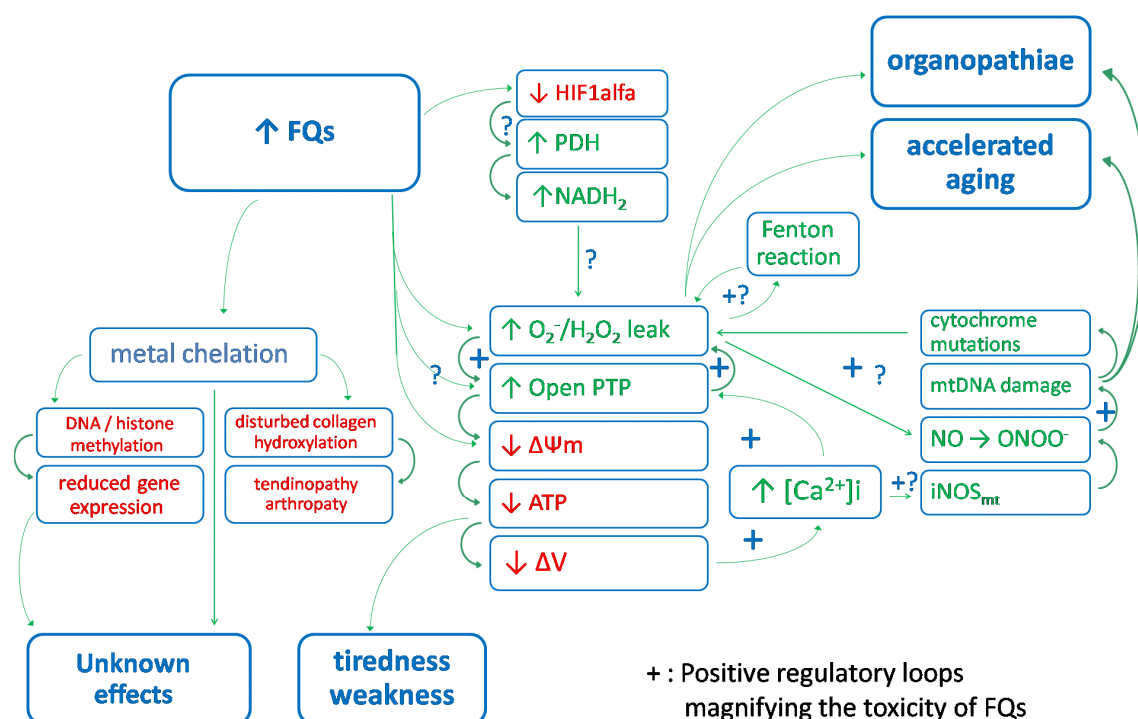 ↑ FQs
↓ HIF1alfa
?
↑ PDH
↑NADH₂
?
organopathiae
accelerated
aging
Fenton
reaction
+?
metal chelation
DNA / histone
methylation
reduced gene
expression
disturbed collagen
hydroxylation
tendinopathy
arthropaty
?
↑ O₂⁻/H₂O₂ leak
+
+
↑ Open PTP
↓ ΔΨm
↓ ATP
↓ ΔV
+
+
↑ [Ca²⁺]i
+?
+ ?
cytochrome
mutations
mtDNA damage
+
NO → ONOO⁻
iNOSmt
Unknown
effects
tiredness
weakness
+ : Positive regulatory loops
magnifying the toxicity of FQs